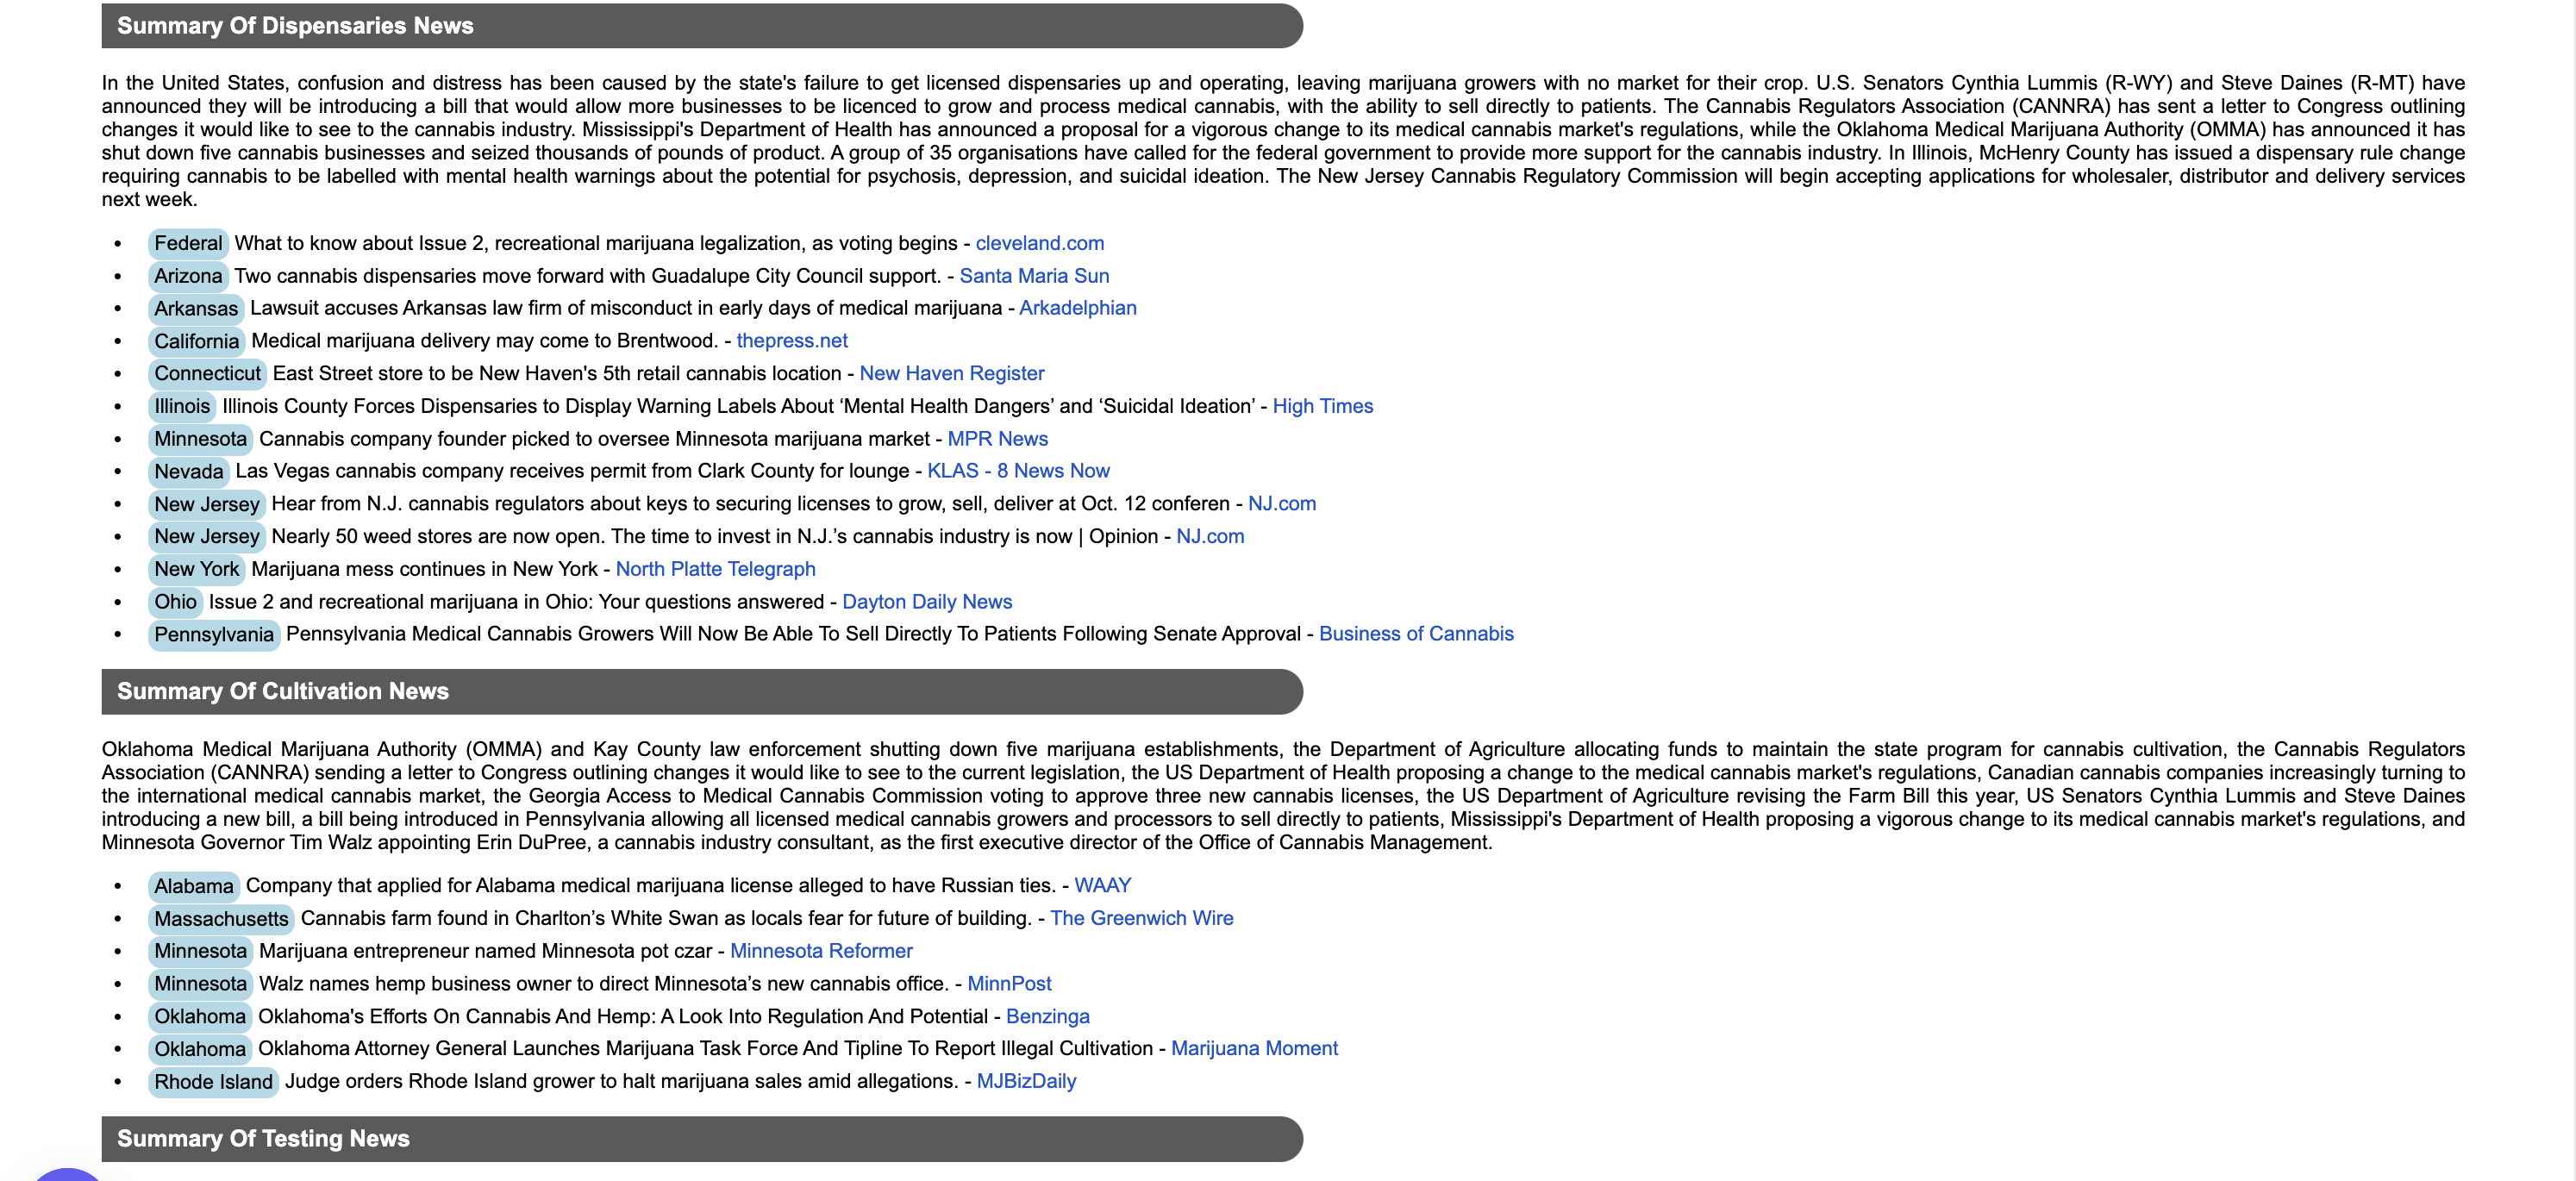 Summary Of Dispensaries News
In the United States, confusion and distress has been caused by the state's failure to get licensed dispensaries up and operating, leaving marijuana growers with no market for their crop. U.S. Senators Cynthia Lummis (R-WY) and Steve Daines (R-MT) have
announced they will be introducing a bill that would allow more businesses to be licenced to grow and process medical cannabis, with the ability to sell directly to patients. The Cannabis Regulators Association (CANNRA) has sent a letter to Congress outlining
changes it would like to see to the cannabis industry. Mississippi's Department of Health has announced a proposal for a vigorous change to its medical cannabis market's regulations, while the Oklahoma Medical Marijuana Authority (OMMA) has announced it has
shut down five cannabis businesses and seized thousands of pounds of product. A group of 35 organisations have called for the federal government to provide more support for the cannabis industry. In Illinois, McHenry County has issued a dispensary rule change
requiring cannabis to be labelled with mental health warnings about the potential for psychosis, depression, and suicidal ideation. The New Jersey Cannabis Regulatory Commission will begin accepting applications for wholesaler, distributor and delivery services
next week.
• Federal What to know about Issue 2, recreational marijuana legalization, as voting begins - cleveland.com
• Arizona Two cannabis dispensaries move forward with Guadalupe City Council support. - Santa Maria Sun
• Arkansas Lawsuit accuses Arkansas law firm of misconduct in early days of medical marijuana - Arkadelphian
• California Medical marijuana delivery may come to Brentwood. - thepress.net
• Connecticut East Street store to be New Haven's 5th retail cannabis location - New Haven Register
• Illinois Illinois County Forces Dispensaries to Display Warning Labels About ‘Mental Health Dangers’ and ‘Suicidal Ideation’ - High Times
• Minnesota Cannabis company founder picked to oversee Minnesota marijuana market - MPR News
• Nevada Las Vegas cannabis company receives permit from Clark County for lounge - KLAS - 8 News Now
• New Jersey Hear from N.J. cannabis regulators about keys to securing licenses to grow, sell, deliver at Oct. 12 conferen - NJ.com
• New Jersey Nearly 50 weed stores are now open. The time to invest in N.J.’s cannabis industry is now | Opinion - NJ.com
• New York Marijuana mess continues in New York - North Platte Telegraph
• Ohio Issue 2 and recreational marijuana in Ohio: Your questions answered - Dayton Daily News
• Pennsylvania Pennsylvania Medical Cannabis Growers Will Now Be Able To Sell Directly To Patients Following Senate Approval - Business of Cannabis
Summary Of Cultivation News
Oklahoma Medical Marijuana Authority (OMMA) and Kay County law enforcement shutting down five marijuana establishments, the Department of Agriculture allocating funds to maintain the state program for cannabis cultivation, the Cannabis Regulators
Association (CANNRA) sending a letter to Congress outlining changes it would like to see to the current legislation, the US Department of Health proposing a change to the medical cannabis market's regulations, Canadian cannabis companies increasingly turning to
the international medical cannabis market, the Georgia Access to Medical Cannabis Commission voting to approve three new cannabis licenses, the US Department of Agriculture revising the Farm Bill this year, US Senators Cynthia Lummis and Steve Daines
introducing a new bill, a bill being introduced in Pennsylvania allowing all licensed medical cannabis growers and processors to sell directly to patients, Mississippi's Department of Health proposing a vigorous change to its medical cannabis market's regulations, and
Minnesota Governor Tim Walz appointing Erin DuPree, a cannabis industry consultant, as the first executive director of the Office of Cannabis Management.
• Alabama Company that applied for Alabama medical marijuana license alleged to have Russian ties. - WAAY
• Massachusetts Cannabis farm found in Charlton’s White Swan as locals fear for future of building. - The Greenwich Wire
• Minnesota Marijuana entrepreneur named Minnesota pot czar - Minnesota Reformer
• Minnesota Walz names hemp business owner to direct Minnesota’s new cannabis office. - MinnPost
• Oklahoma Oklahoma's Efforts On Cannabis And Hemp: A Look Into Regulation And Potential - Benzinga
• Oklahoma Oklahoma Attorney General Launches Marijuana Task Force And Tipline To Report Illegal Cultivation - Marijuana Moment
• Rhode Island Judge orders Rhode Island grower to halt marijuana sales amid allegations. - MJBizDaily
Summary Of Testing News